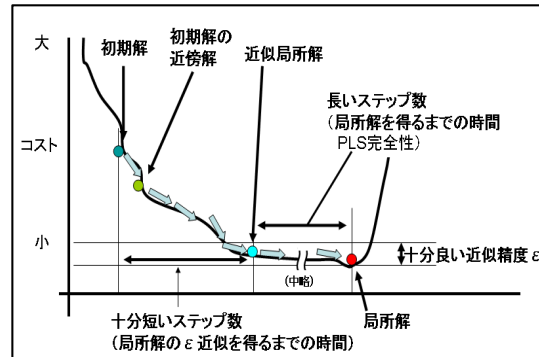 大
コスト
小
初期解
初期解の
近傍解
近似局所解
長いステップ数
(局所解を得るまでの時間
PLS完全性)
十分良い近似精度 ε
(中略)
局所解
十分短いステップ数
(局所解の ε 近似を得るまでの時間)